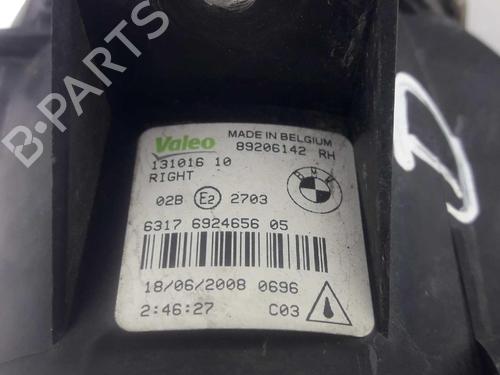 B-PARTS
Valeo MADE IN BELGIUM
89206142 RH
131016 10
RIGHT
BMW
02B E2 2703
6317 6924656 05
18/06/2008 0696
2:46:27 C03
D